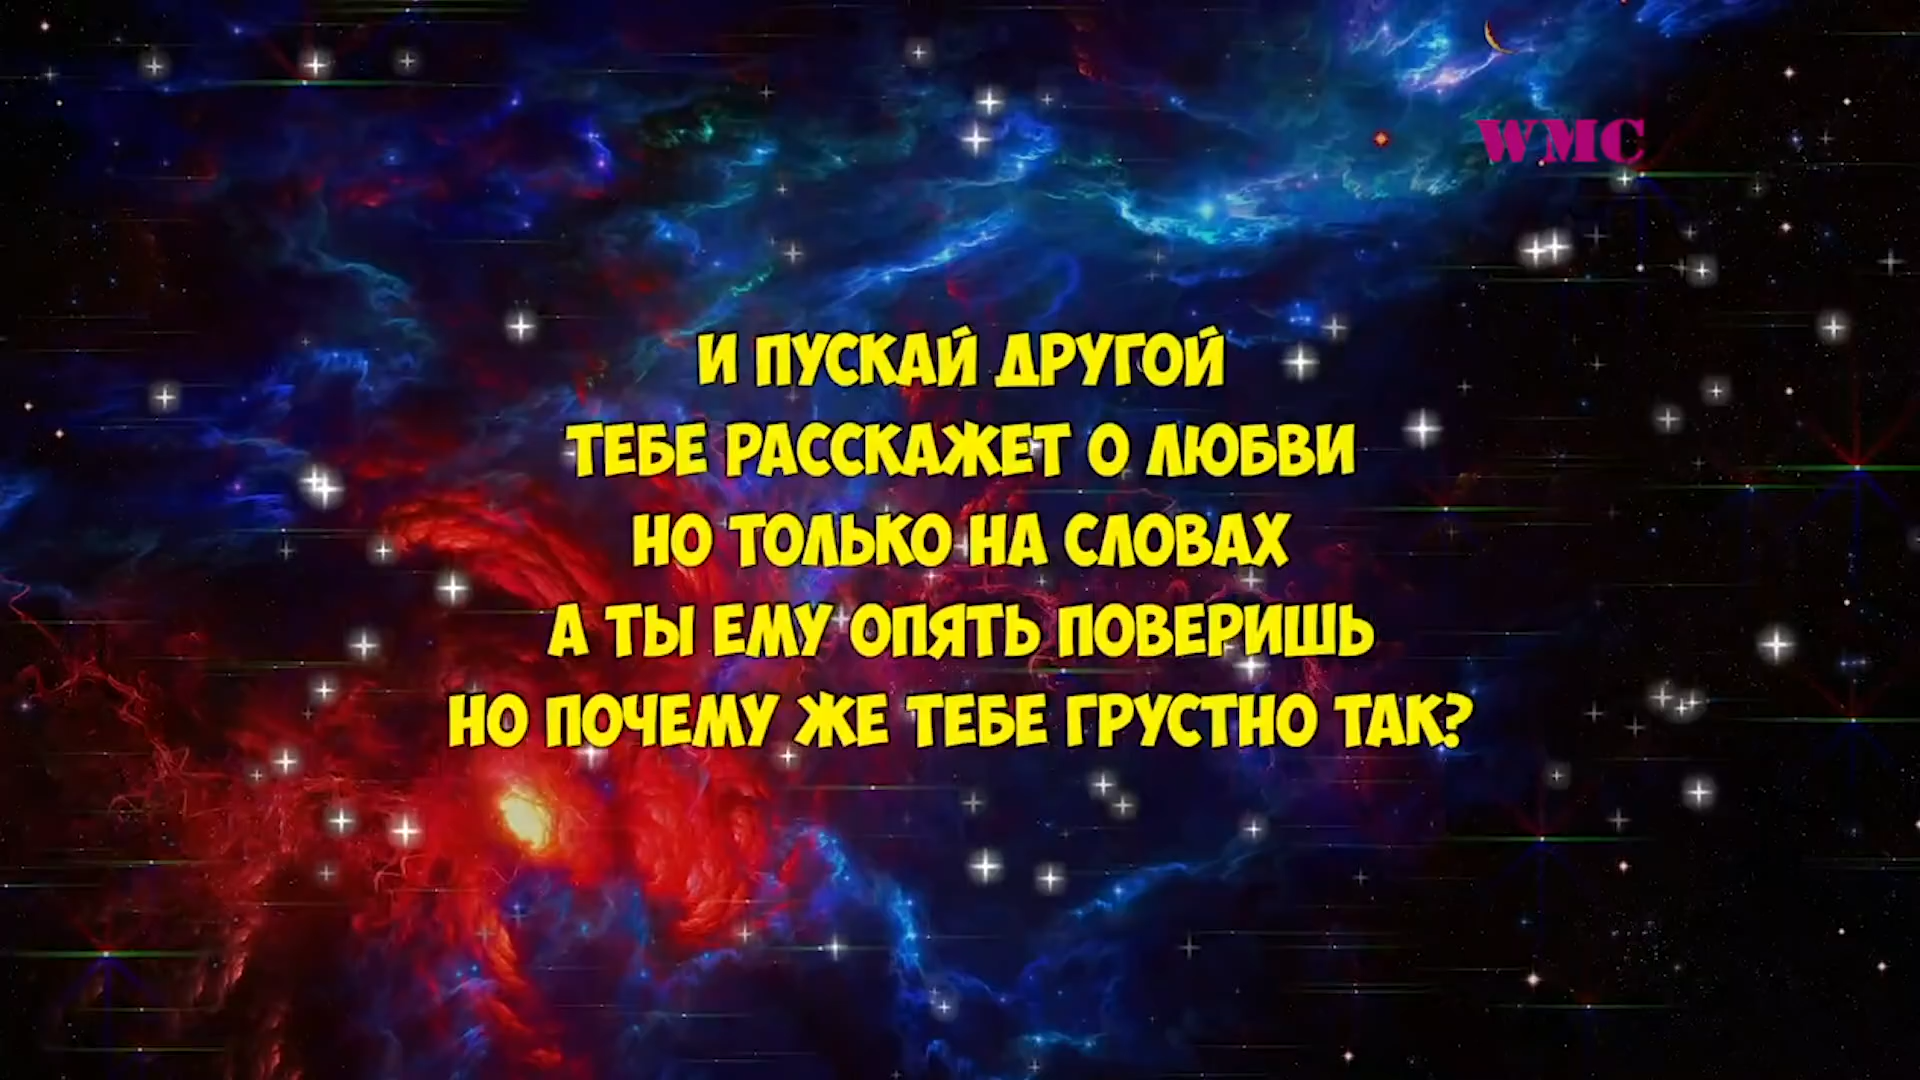 WMC
И ПУСКАЙ ДРУГОЙ
ТЕБЕ РАССКАЖЕТ О ЛЮБВИ
НО ТОЛЬКО НА СЛОВАХ
А ТЫ ЕМУ ОПЯТЬ ПОВЕРИШЬ
НО ПОЧЕМУ ЖЕ ТЕБЕ ГРУСТНО ТАК?